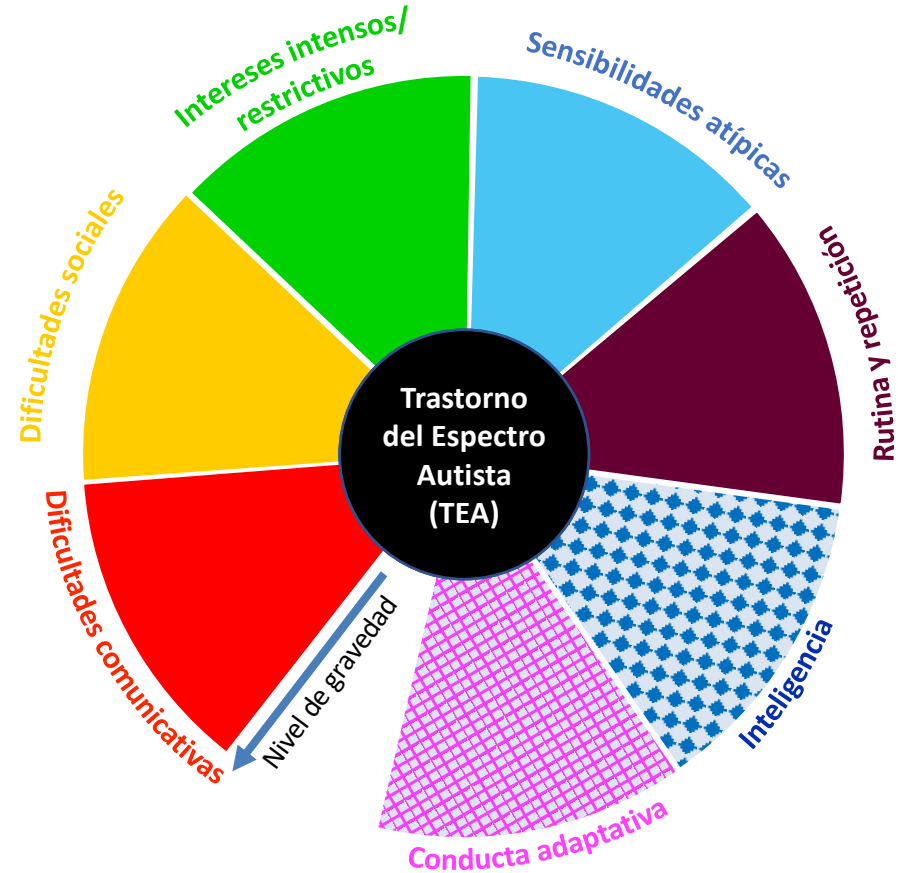 Intereses intensos/
restrictivos
Sensibilidades atípicas
Rutina y repetición
Inteligencia
Conducta adaptativa
Nivel de gravedad
Dificultades comunicativas
Dificultades sociales
Trastorno
del Espectro
Autista
(TEA)